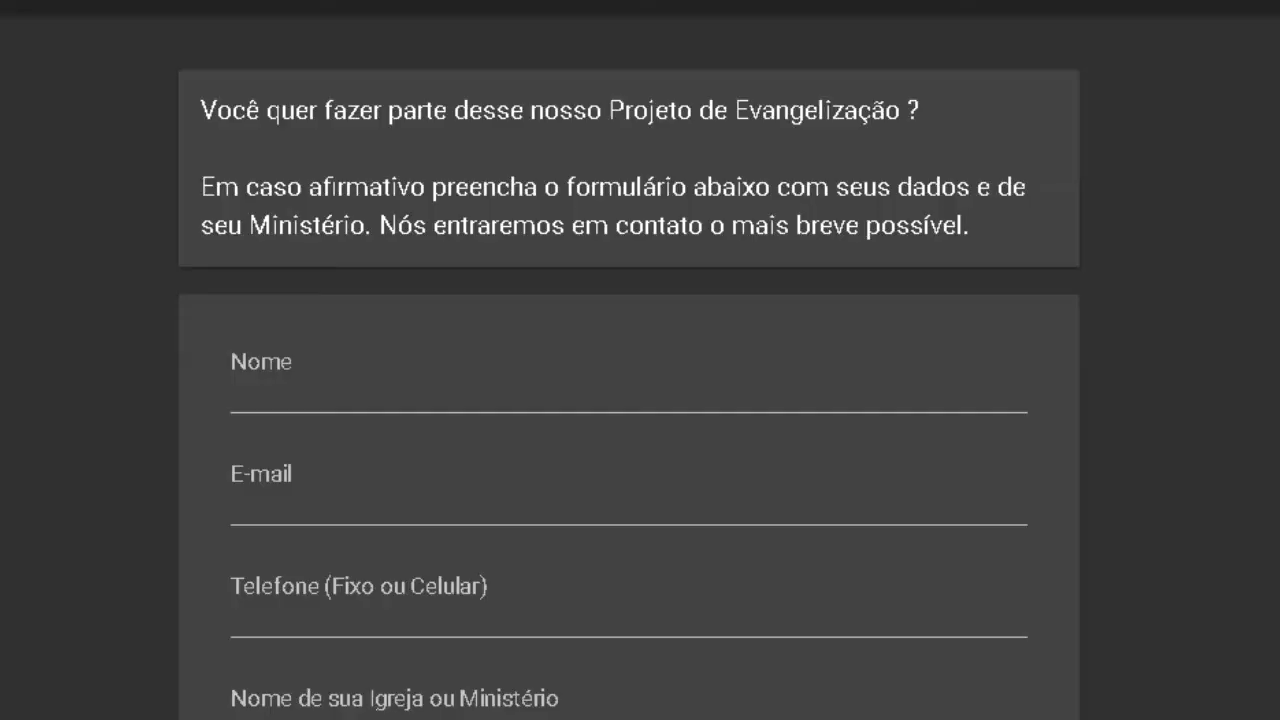 Você quer fazer parte desse nosso Projeto de Evangelização ?
Em caso afirmativo preencha o formulário abaixo com seus dados e de
seu Ministério. Nós entraremos em contato o mais breve possível.
Nome
E-mail
Telefone (Fixo ou Celular)
Nome de sua Igreja ou Ministério